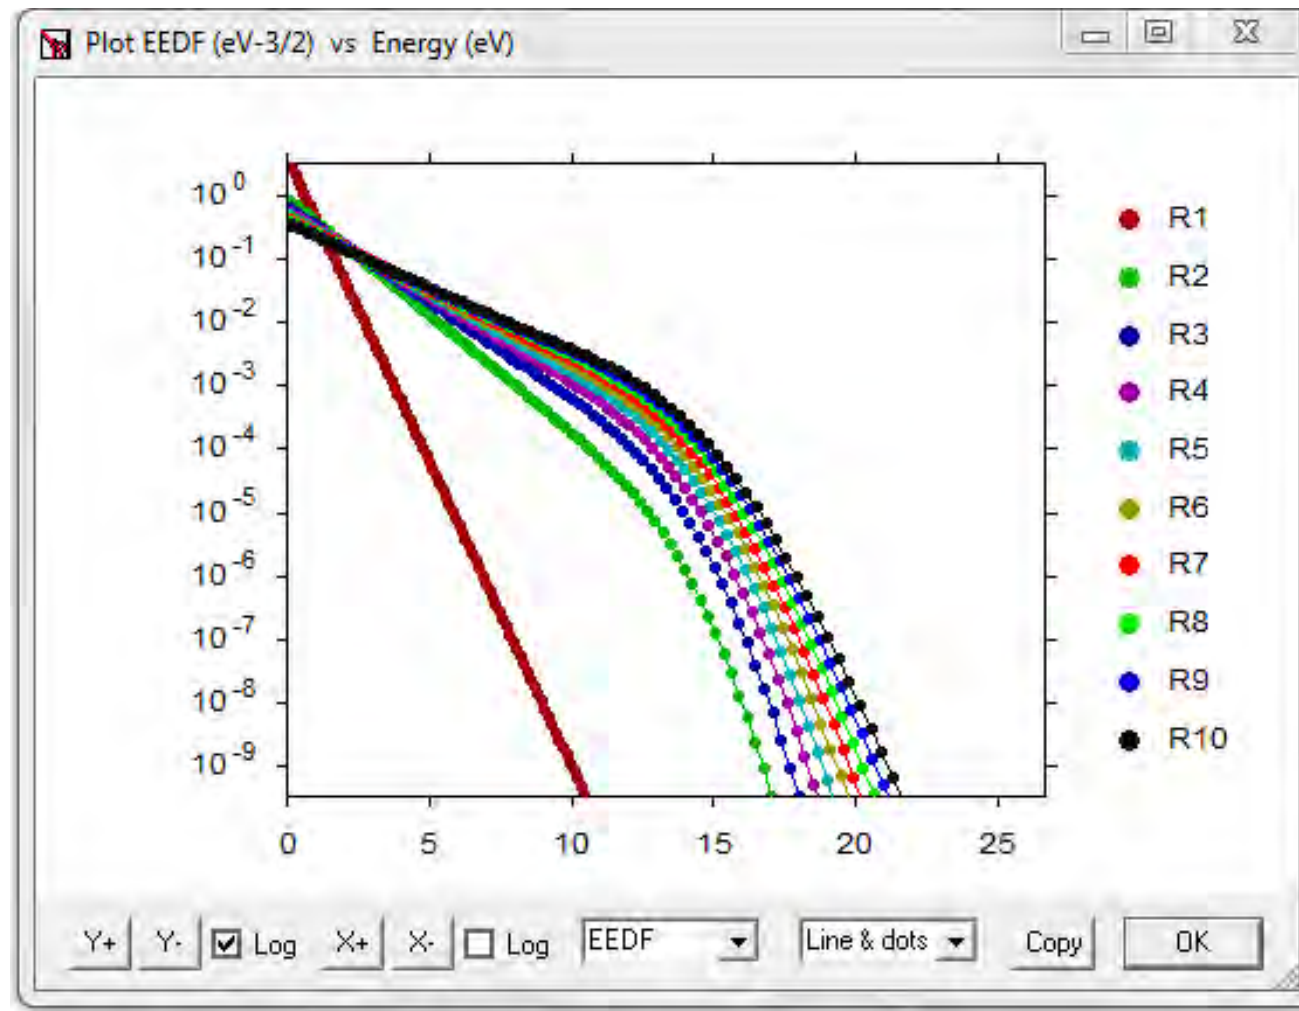 Plot EEDF (eV-3/2) vs Energy (eV)
10^0
10^-1
10^-2
10^-3
10^-4
10^-5
10^-6
10^-7
10^-8
10^-9
0 5 10 15 20 25
R1
R2
R3
R4
R5
R6
R7
R8
R9
R10
Y+ Y- Log X+ X- Log EEDF Line & dots Copy OK